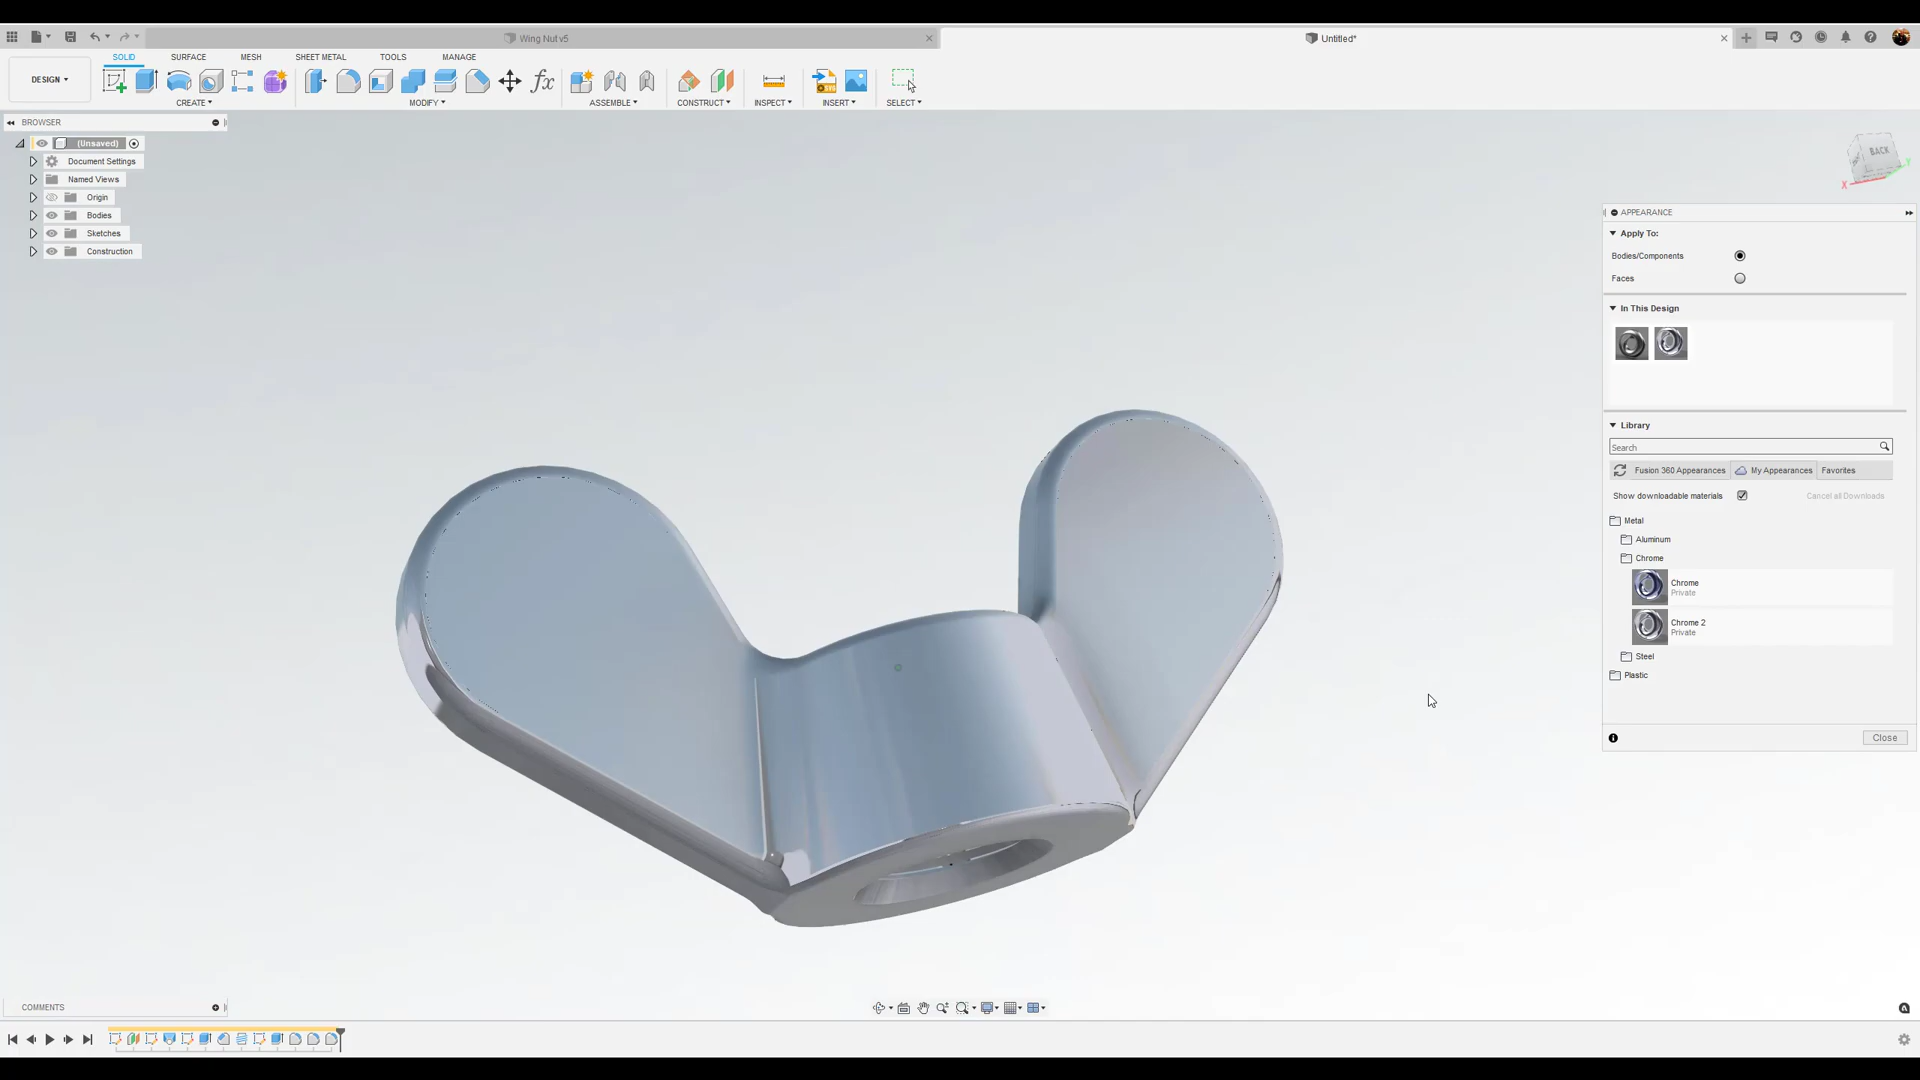 Wing Nut v5
Untitled*
SOLID SURFACE MESH SHEET METAL TOOLS MANAGE
DESIGN
CREATE MODIFY ASSEMBLE CONSTRUCT INSPECT INSERT SELECT
BROWSER
(Unsaved)
Document Settings
Named Views
Origin
Bodies
Sketches
Construction
BACK
X
Y
APPEARANCE
Apply To:
Bodies/Components
Faces
In This Design
Library
Search
Fusion 360 Appearances My Appearances Favorites
Show downloadable materials Cancel all Downloads
Metal
Aluminum
Chrome
Chrome
Private
Chrome 2
Private
Steel
Plastic
Close
COMMENTS